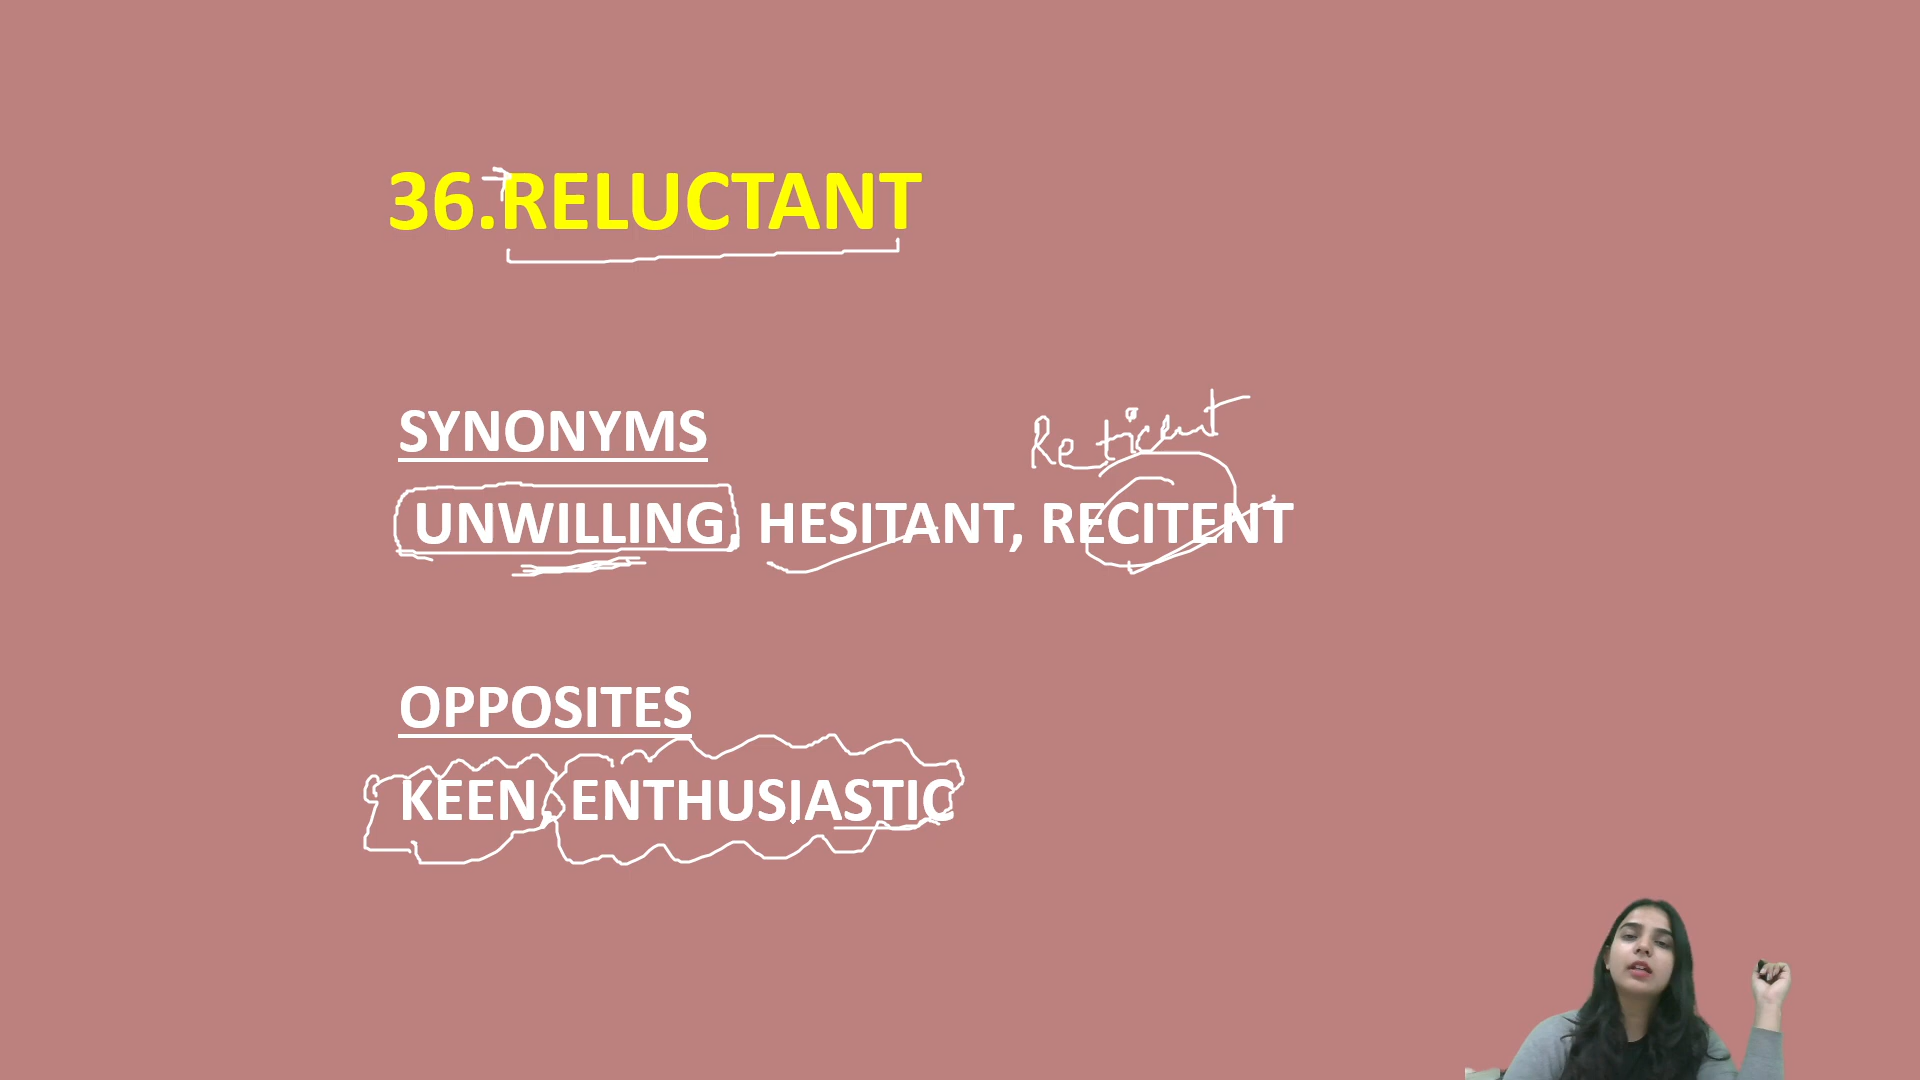 36.RELUCTANT
SYNONYMS
Reticent
UNWILLING, HESITANT, RECITENT
OPPOSITES
KEEN, ENTHUSIASTIC